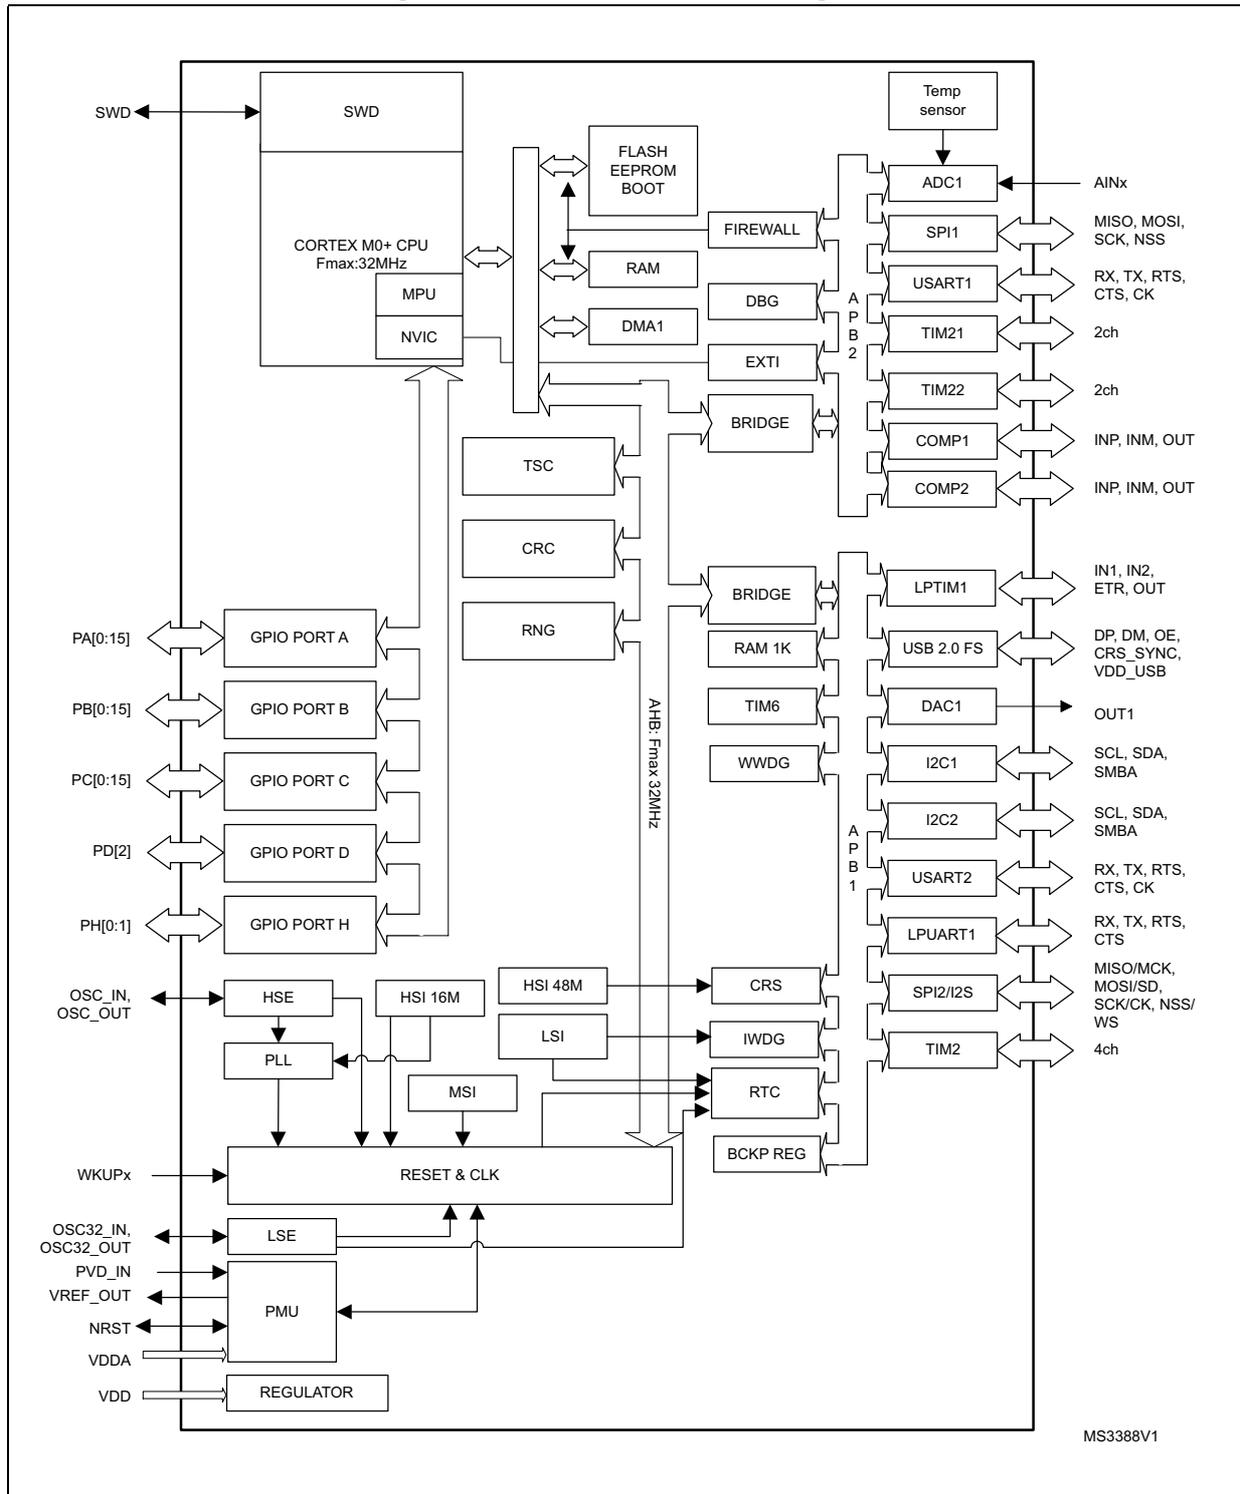 Temp
sensor
SWD
SWD
FLASH
EEPROM
BOOT
ADC1
AINx
CORTEX M0+ CPU
Fmax:32MHz
FIREWALL
SPI1
MISO, MOSI,
SCK, NSS
RAM
MPU
DBG
USART1
RX, TX, RTS,
CTS, CK
DMA1
NVIC
EXTI
APB2
TIM21
2ch
BRIDGE
TIM22
2ch
TSC
COMP1
INP, INM, OUT
COMP2
INP, INM, OUT
CRC
BRIDGE
LPTIM1
IN1, IN2,
ETR, OUT
PA[0:15]
GPIO PORT A
RNG
RAM 1K
USB 2.0 FS
DP, DM, OE,
CRS_SYNC,
VDD_USB
PB[0:15]
GPIO PORT B
AHB: Fmax 32MHz
TIM6
DAC1
OUT1
PC[0:15]
GPIO PORT C
WWDG
I2C1
SCL, SDA,
SMBA
PD[2]
GPIO PORT D
APB1
I2C2
SCL, SDA,
SMBA
USART2
RX, TX, RTS,
CTS, CK
PH[0:1]
GPIO PORT H
LPUART1
RX, TX, RTS,
CTS
OSC_IN,
OSC_OUT
HSE
HSI 16M
HSI 48M
CRS
SPI2/I2S
MISO/MCK,
MOSI/SD,
SCK/CK, NSS/
WS
PLL
LSI
IWDG
TIM2
4ch
MSI
RTC
BCKP REG
WKUPx
RESET & CLK
OSC32_IN,
OSC32_OUT
LSE
PVD_IN
VREF_OUT
NRST
VDDA
PMU
VDD
REGULATOR
MS3388V1